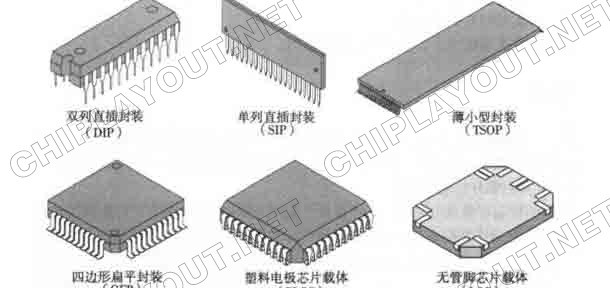 双列直插封装
(DIP)
单列直插封装
(SIP)
薄小型封装
(TSOP)
四边形扁平封装
塑料电极芯片载体
无管脚芯片载体
CHIPLAYOUT.NET
CHIPLAYOUT.NET